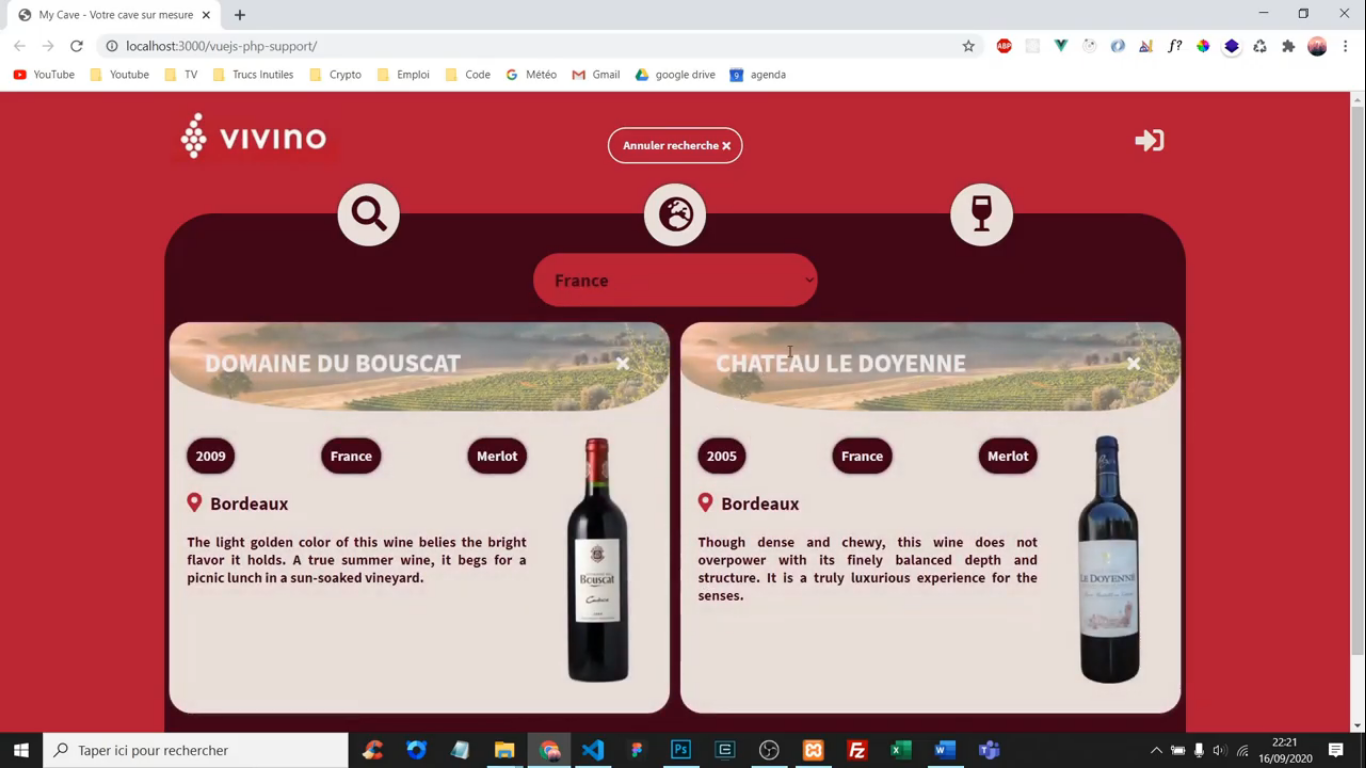 My Cave - Votre cave sur mesure
localhost:3000/vuejs-php-support/
ABP
f?
YouTube
Youtube
TV
Trucs Inutiles
Crypto
Emploi
Code
Météo
Gmail
google drive
9
agenda
VIVINO
Annuler recherche
France
DOMAINE DU BOUSCAT
2009
France
Merlot
Bordeaux
The light golden color of this wine belies the bright
flavor it holds. A true summer wine, it begs for a
picnic lunch in a sun-soaked vineyard.
Bouscat
CHATEAU LE DOYENNE
2005
France
Merlot
Bordeaux
Though dense and chewy, this wine does not
overpower with its finely balanced depth and
structure. It is a truly luxurious experience for the
senses.
LE DOYENNE
Taper ici pour rechercher
Ps
22:21
16/09/2020